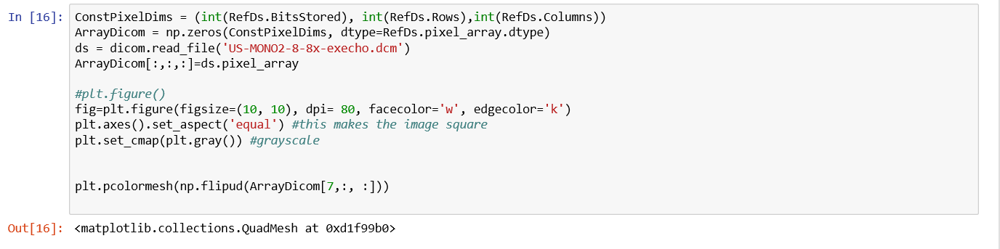 In [16]: ConstPixelDims = (int(RefDs.BitsStored), int(RefDs.Rows),int(RefDs.Columns))
ArrayDicom = np.zeros(ConstPixelDims, dtype=RefDs.pixel_array.dtype)
ds = dicom.read_file('US-MONO2-8-8x-execho.dcm')
ArrayDicom[:,:,:]=ds.pixel_array
#plt.figure()
fig=plt.figure(figsize=(10, 10), dpi= 80, facecolor='w', edgecolor='k')
plt.axes().set_aspect('equal') #this makes the image square
plt.set_cmap(plt.gray()) #grayscale
plt.pcolormesh(np.flipud(ArrayDicom[7,:, :]))
Out[16]: <matplotlib.collections.QuadMesh at 0xd1f99b0>